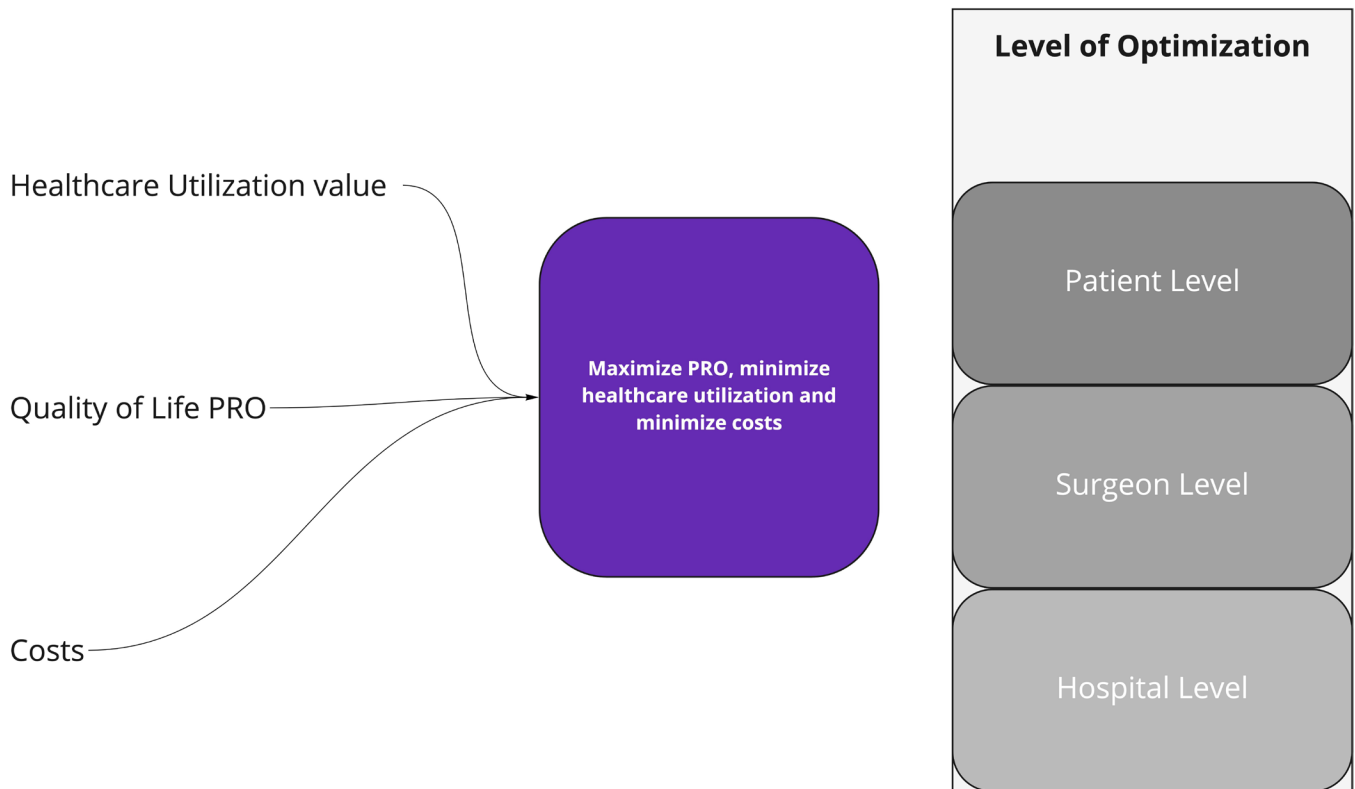 Level of Optimization
Healthcare Utilization value
Quality of Life PRO
Costs
Maximize PRO, minimize
healthcare utilization and
minimize costs
Patient Level
Surgeon Level
Hospital Level